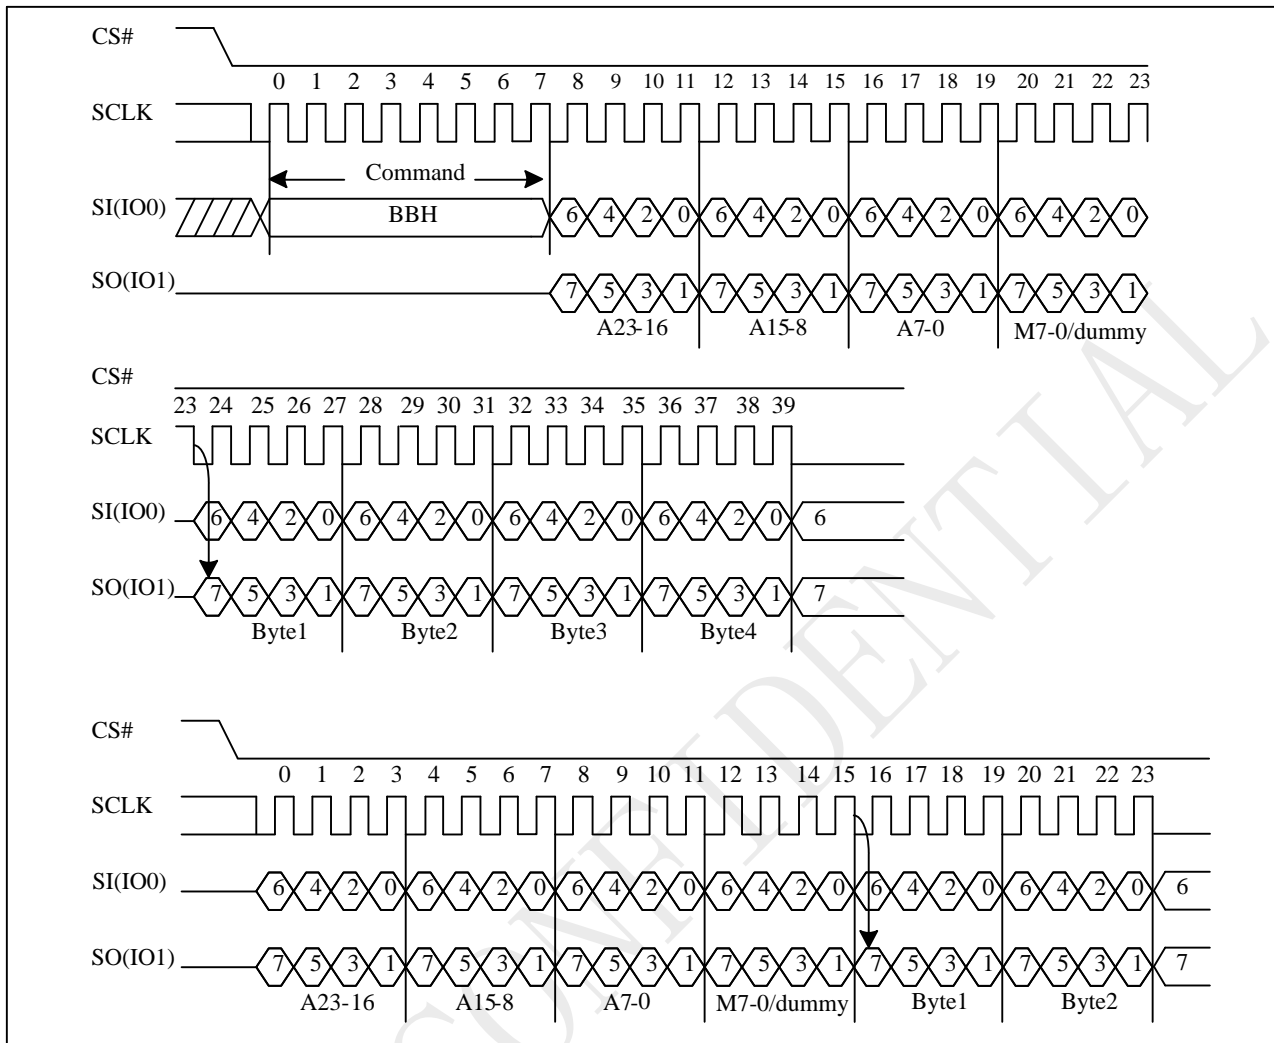 CS#
0 1 2 3 4 5 6 7 8 9 10 11 12 13 14 15 16 17 18 19 20 21 22 23
SCLK
Command
SI(IO0) BBH 6 4 2 0 6 4 2 0 6 4 2 0 6 4 2 0
SO(IO1) 7 5 3 1 7 5 3 1 7 5 3 1 7 5 3 1
A23-16 A15-8 A7-0 M7-0/dummy
CS#
23 24 25 26 27 28 29 30 31 32 33 34 35 36 37 38 39
SCLK
SI(IO0) 6 4 2 0 6 4 2 0 6 4 2 0 6 4 2 0 6
SO(IO1) 7 5 3 1 7 5 3 1 7 5 3 1 7 5 3 1 7
Byte1 Byte2 Byte3 Byte4
CS#
0 1 2 3 4 5 6 7 8 9 10 11 12 13 14 15 16 17 18 19 20 21 22 23
SCLK
SI(IO0) 6 4 2 0 6 4 2 0 6 4 2 0 6 4 2 0 6 4 2 0 6 4 2 0 6
SO(IO1) 7 5 3 1 7 5 3 1 7 5 3 1 7 5 3 1 7 5 3 1 7 5 3 1 7
A23-16 A15-8 A7-0 M7-0/dummy Byte1 Byte2
CONFIDENTIAL